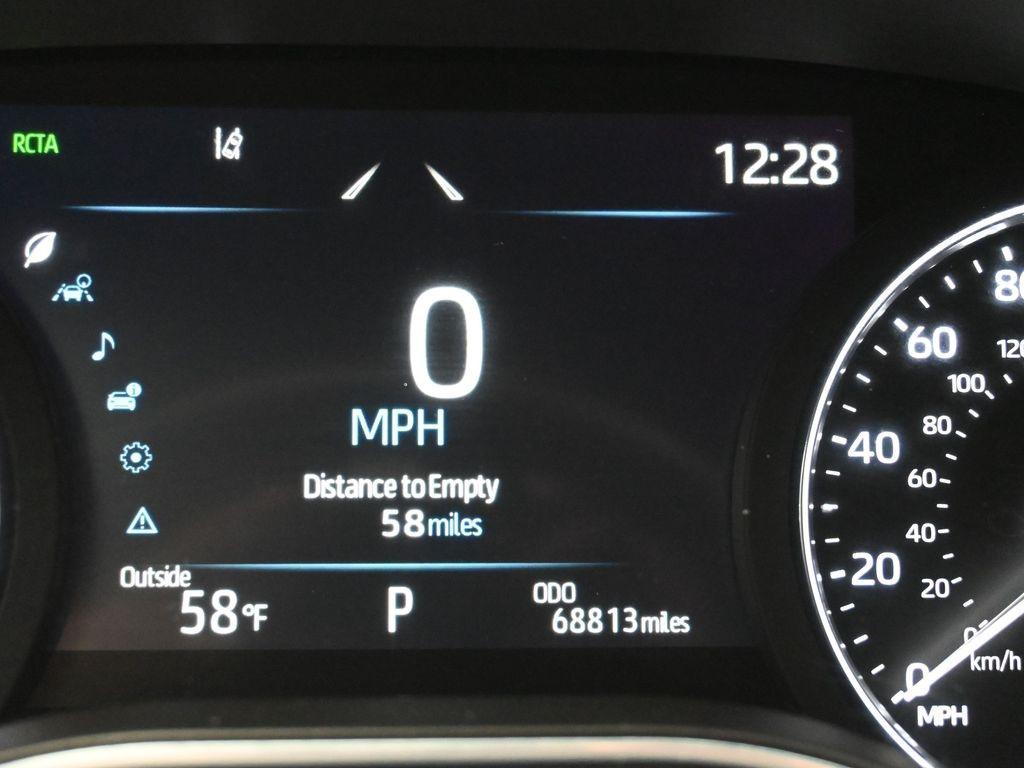 RCTA
12:28
0
MPH
Distance to Empty
58 miles
Outside
58°F
P
ODO
68813 miles
80
60
40
20
0
MPH
120
100
80
60
40
20
0
km/h